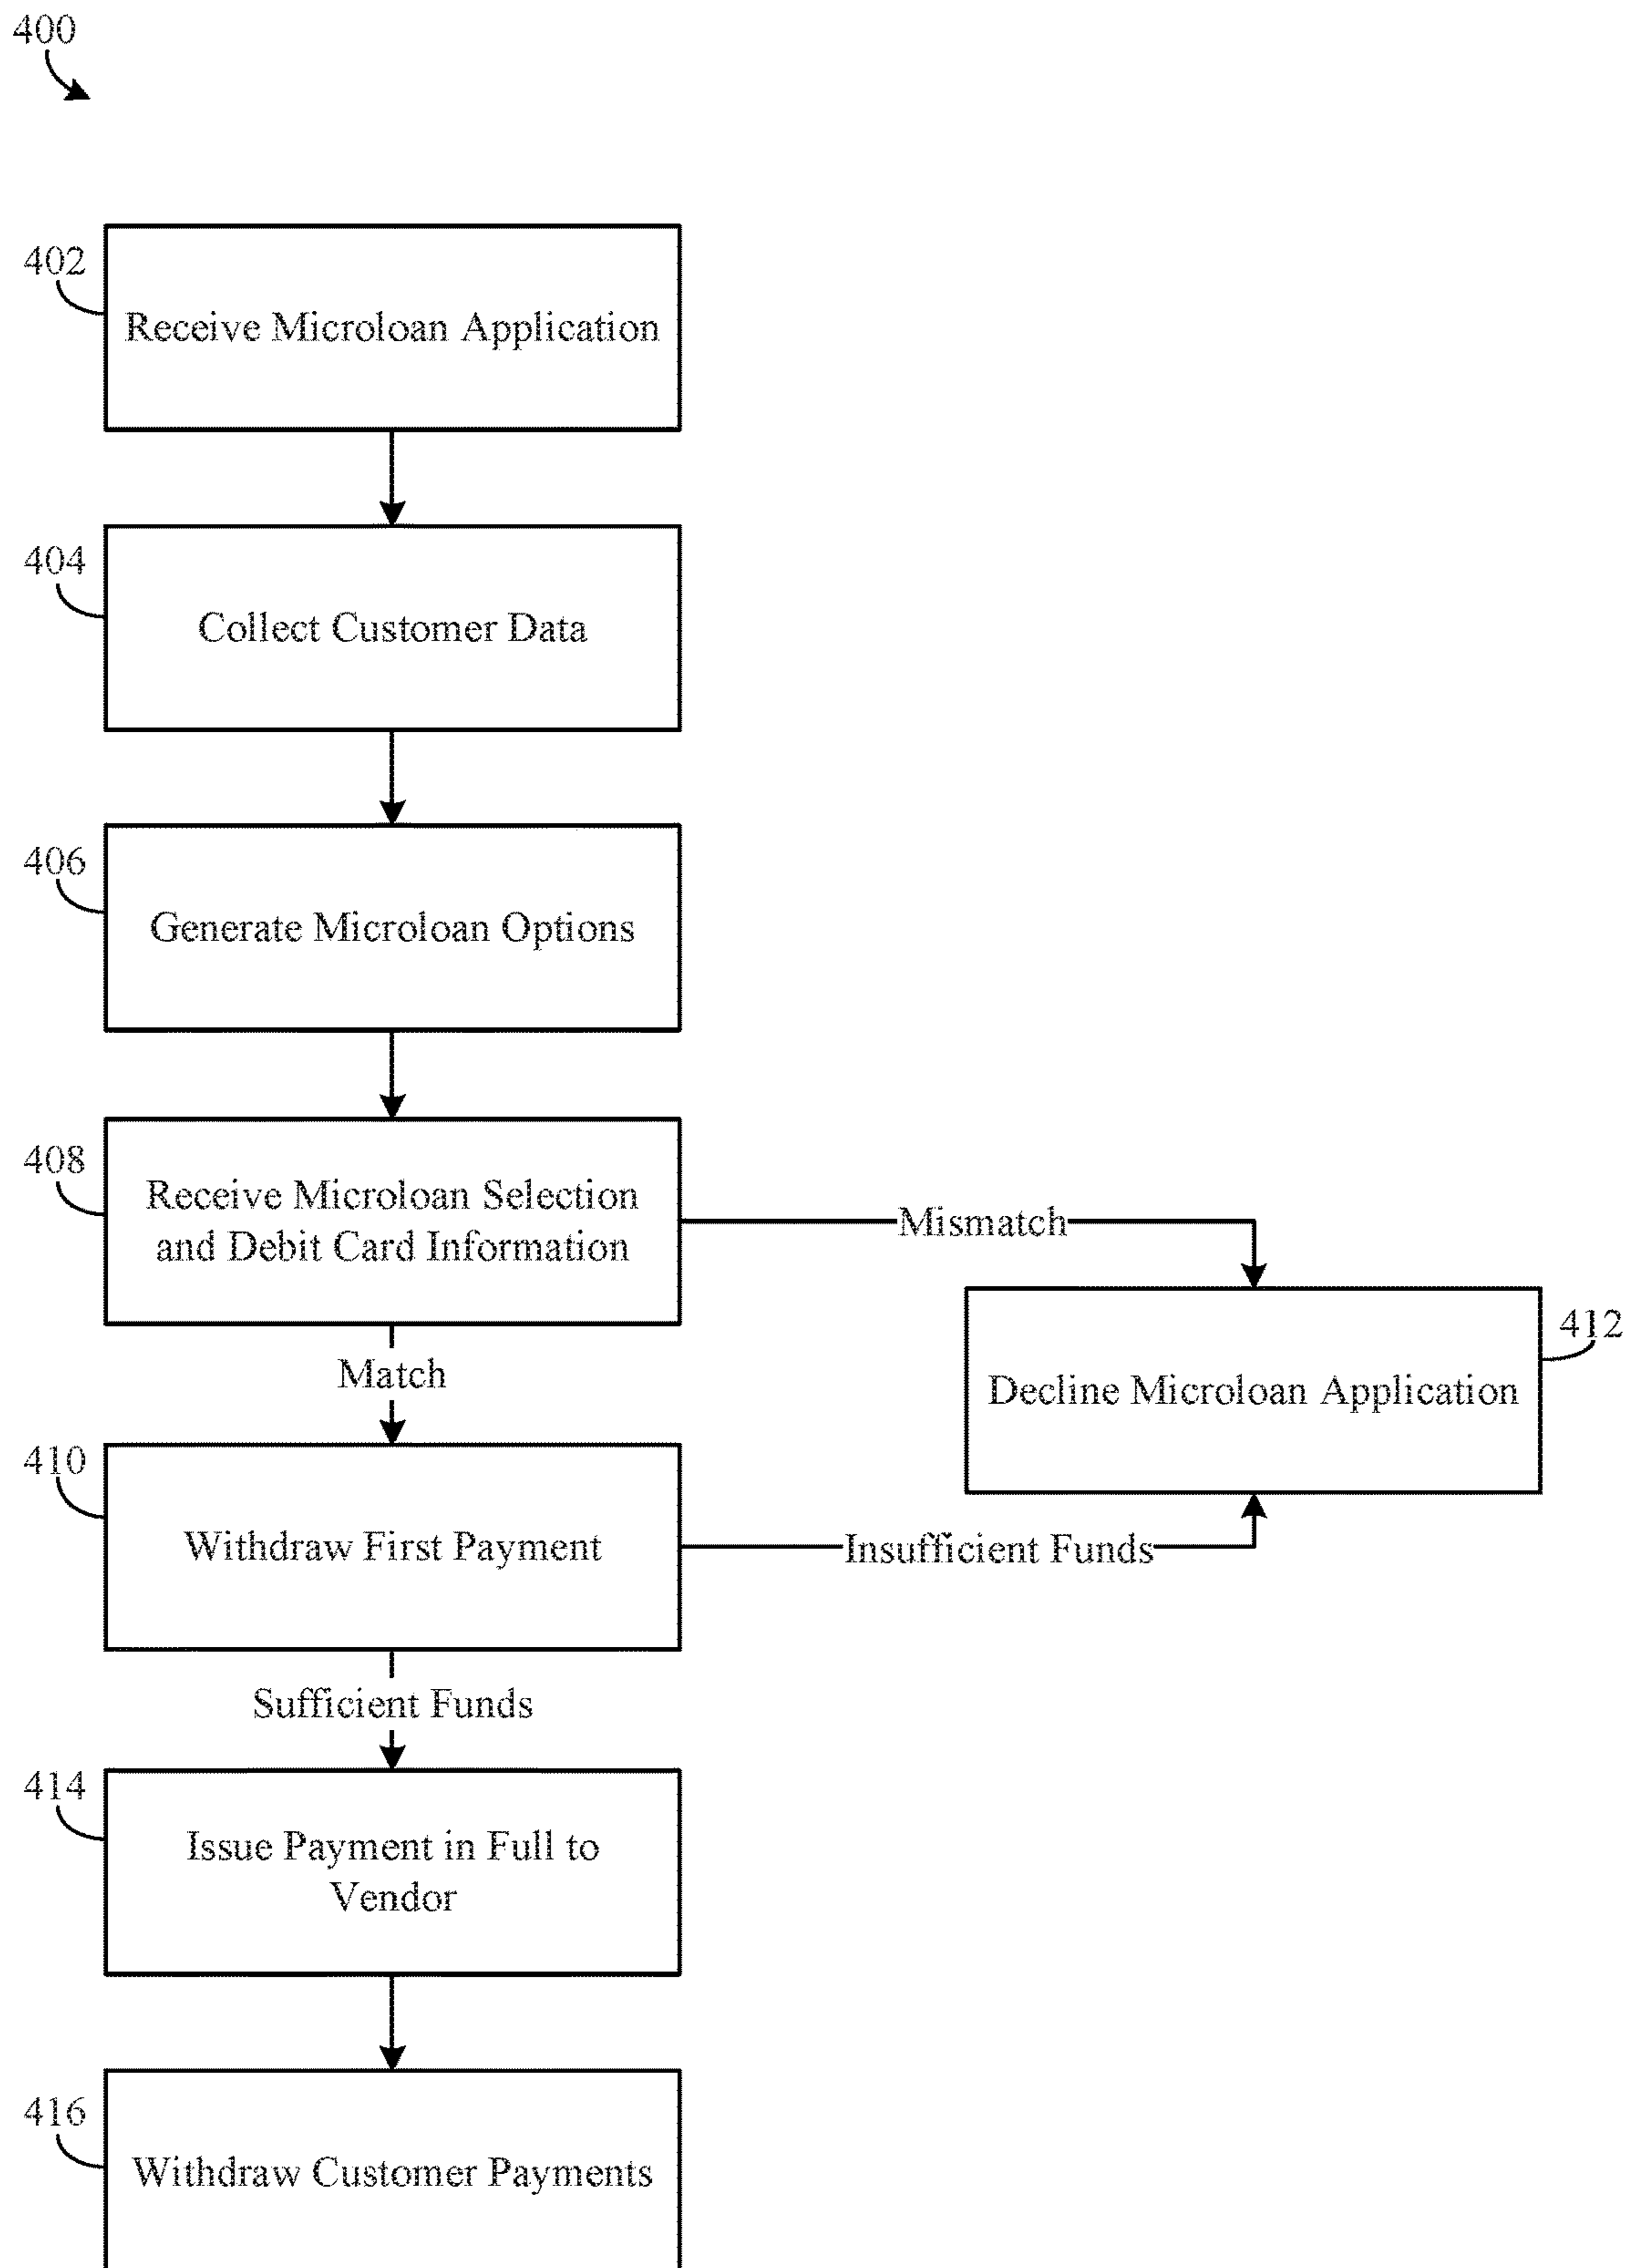 400
402
Receive Microloan Application
404
Collect Customer Data
406
Generate Microloan Options
408
Receive Microloan Selection
and Debit Card Information
Mismatch
412
Decline Microloan Application
Match
410
Withdraw First Payment
Insufficient Funds
Sufficient Funds
414
Issue Payment in Full to
Vendor
416
Withdraw Customer Payments